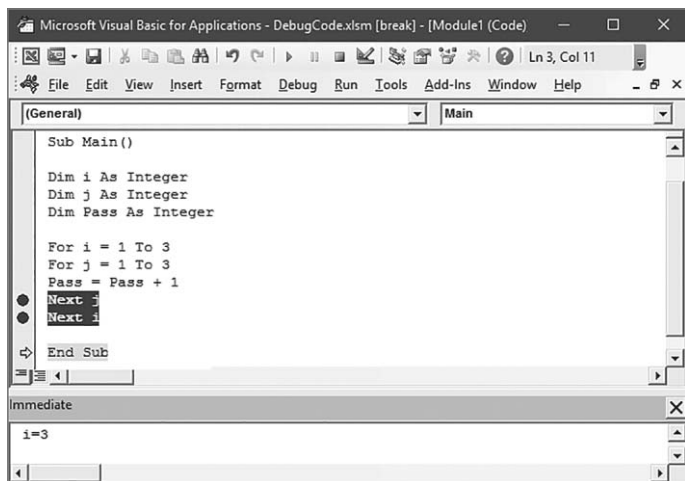 Microsoft Visual Basic for Applications - DebugCode.xlsm [break] - [Module1 (Code)
Ln 3, Col 11
File Edit View Insert Format Debug Run Tools Add-Ins Window Help
(General) Main
Sub Main()
Dim i As Integer
Dim j As Integer
Dim Pass As Integer
For i = 1 To 3
For j = 1 To 3
Pass = Pass + 1
Next j
Next i
End Sub
Immediate
i=3